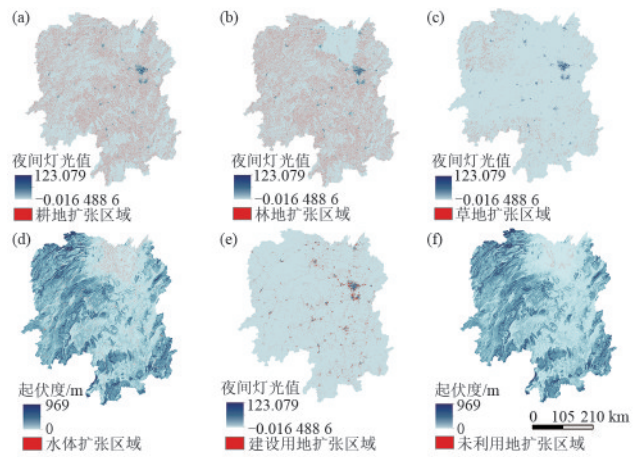 (a)
(b)
(c)
夜间灯光值
123.079
−0.016 488 6
耕地扩张区域
夜间灯光值
123.079
−0.016 488 6
林地扩张区域
夜间灯光值
123.079
−0.016 488 6
草地扩张区域
(d)
(e)
(f)
起伏度/m
969
0
水体扩张区域
夜间灯光值
123.079
−0.016 488 6
建设用地扩张区域
起伏度/m
969
0
0 105 210 km
未利用地扩张区域